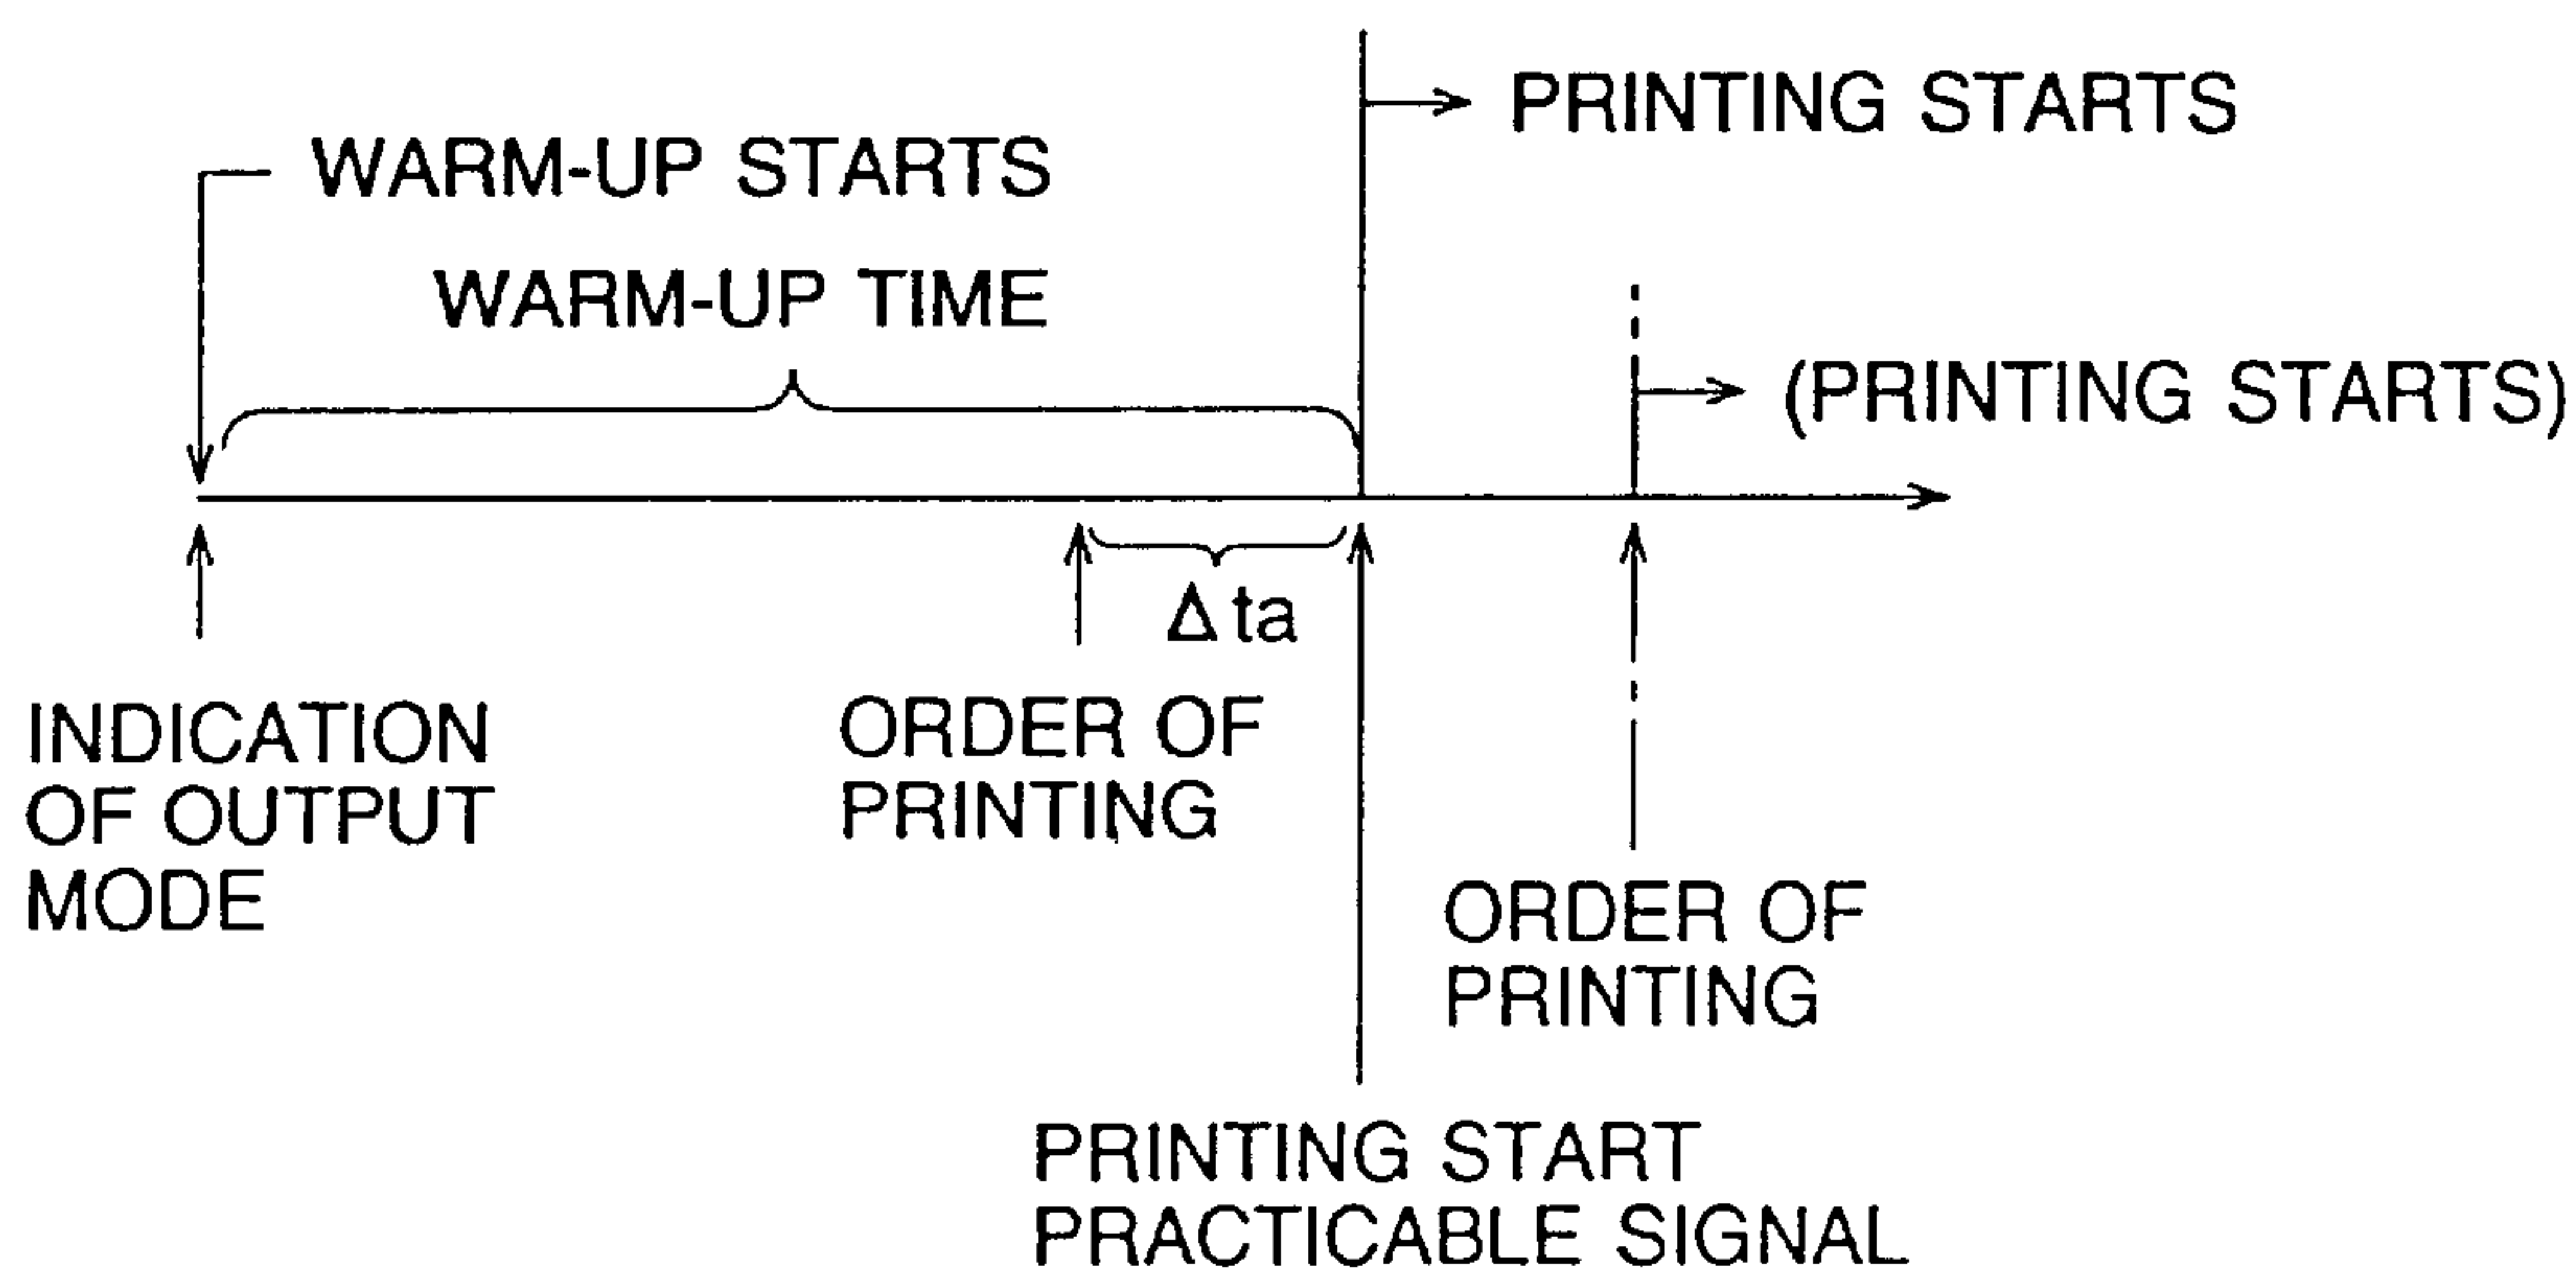 PRINTING STARTS
WARM-UP STARTS
WARM-UP TIME
(PRINTING STARTS)
Δta
INDICATION
OF OUTPUT
MODE
ORDER OF
PRINTING
ORDER OF
PRINTING
PRINTING START
PRACTICABLE SIGNAL